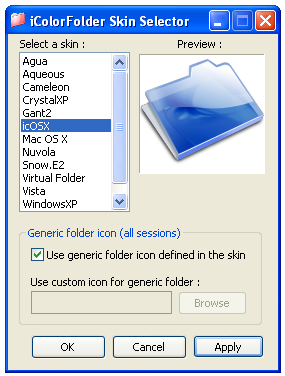 iColorFolder Skin Selector
Select a skin :
Preview :
Agua
Aqueous
Cameleon
CrystalXP
Gant2
icOSX
Mac OS X
Nuvola
Snow.E2
Virtual Folder
Vista
WindowsXP
Generic folder icon (all sessions)
Use generic folder icon defined in the skin
Use custom icon for generic folder :
Browse
OK
Cancel
Apply